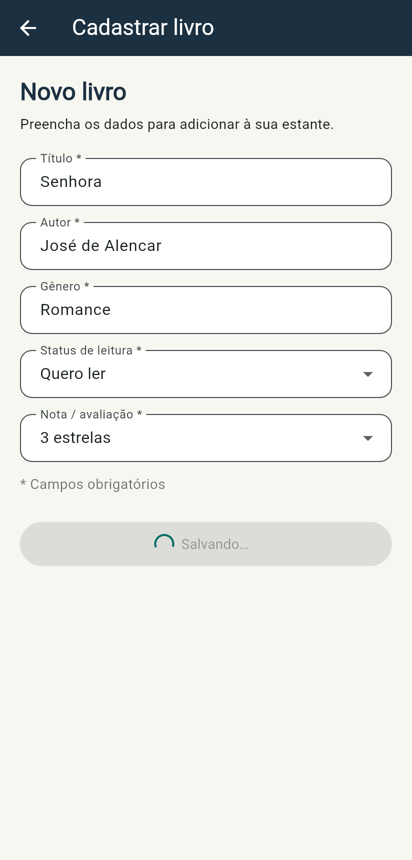 Cadastrar livro
Novo livro
Preencha os dados para adicionar à sua estante.
Título *
Senhora
Autor *
José de Alencar
Gênero *
Romance
Status de leitura *
Quero ler
Nota / avaliação *
3 estrelas
* Campos obrigatórios
Salvando…